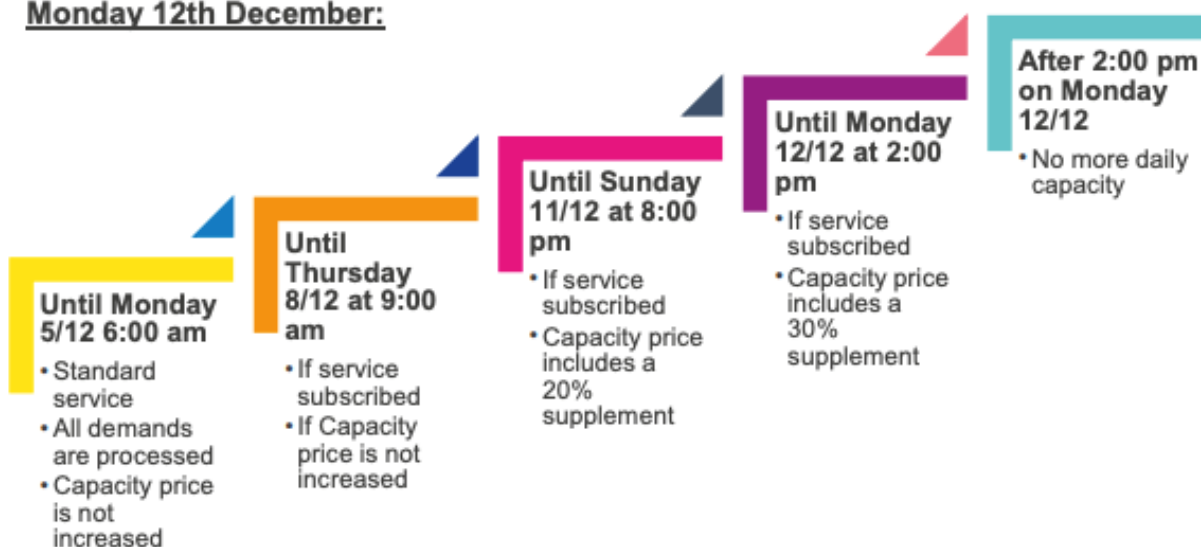 Monday 12th December:
Until Monday
5/12 6:00 am
• Standard
service
• All demands
are processed
• Capacity price
is not
increased
Until
Thursday
8/12 at 9:00
am
• If service
subscribed
• If Capacity
price is not
increased
Until Sunday
11/12 at 8:00
pm
• If service
subscribed
• Capacity price
includes a
20%
supplement
Until Monday
12/12 at 2:00
pm
• If service
subscribed
• Capacity price
includes a
30%
supplement
After 2:00 pm
on Monday
12/12
• No more daily
capacity